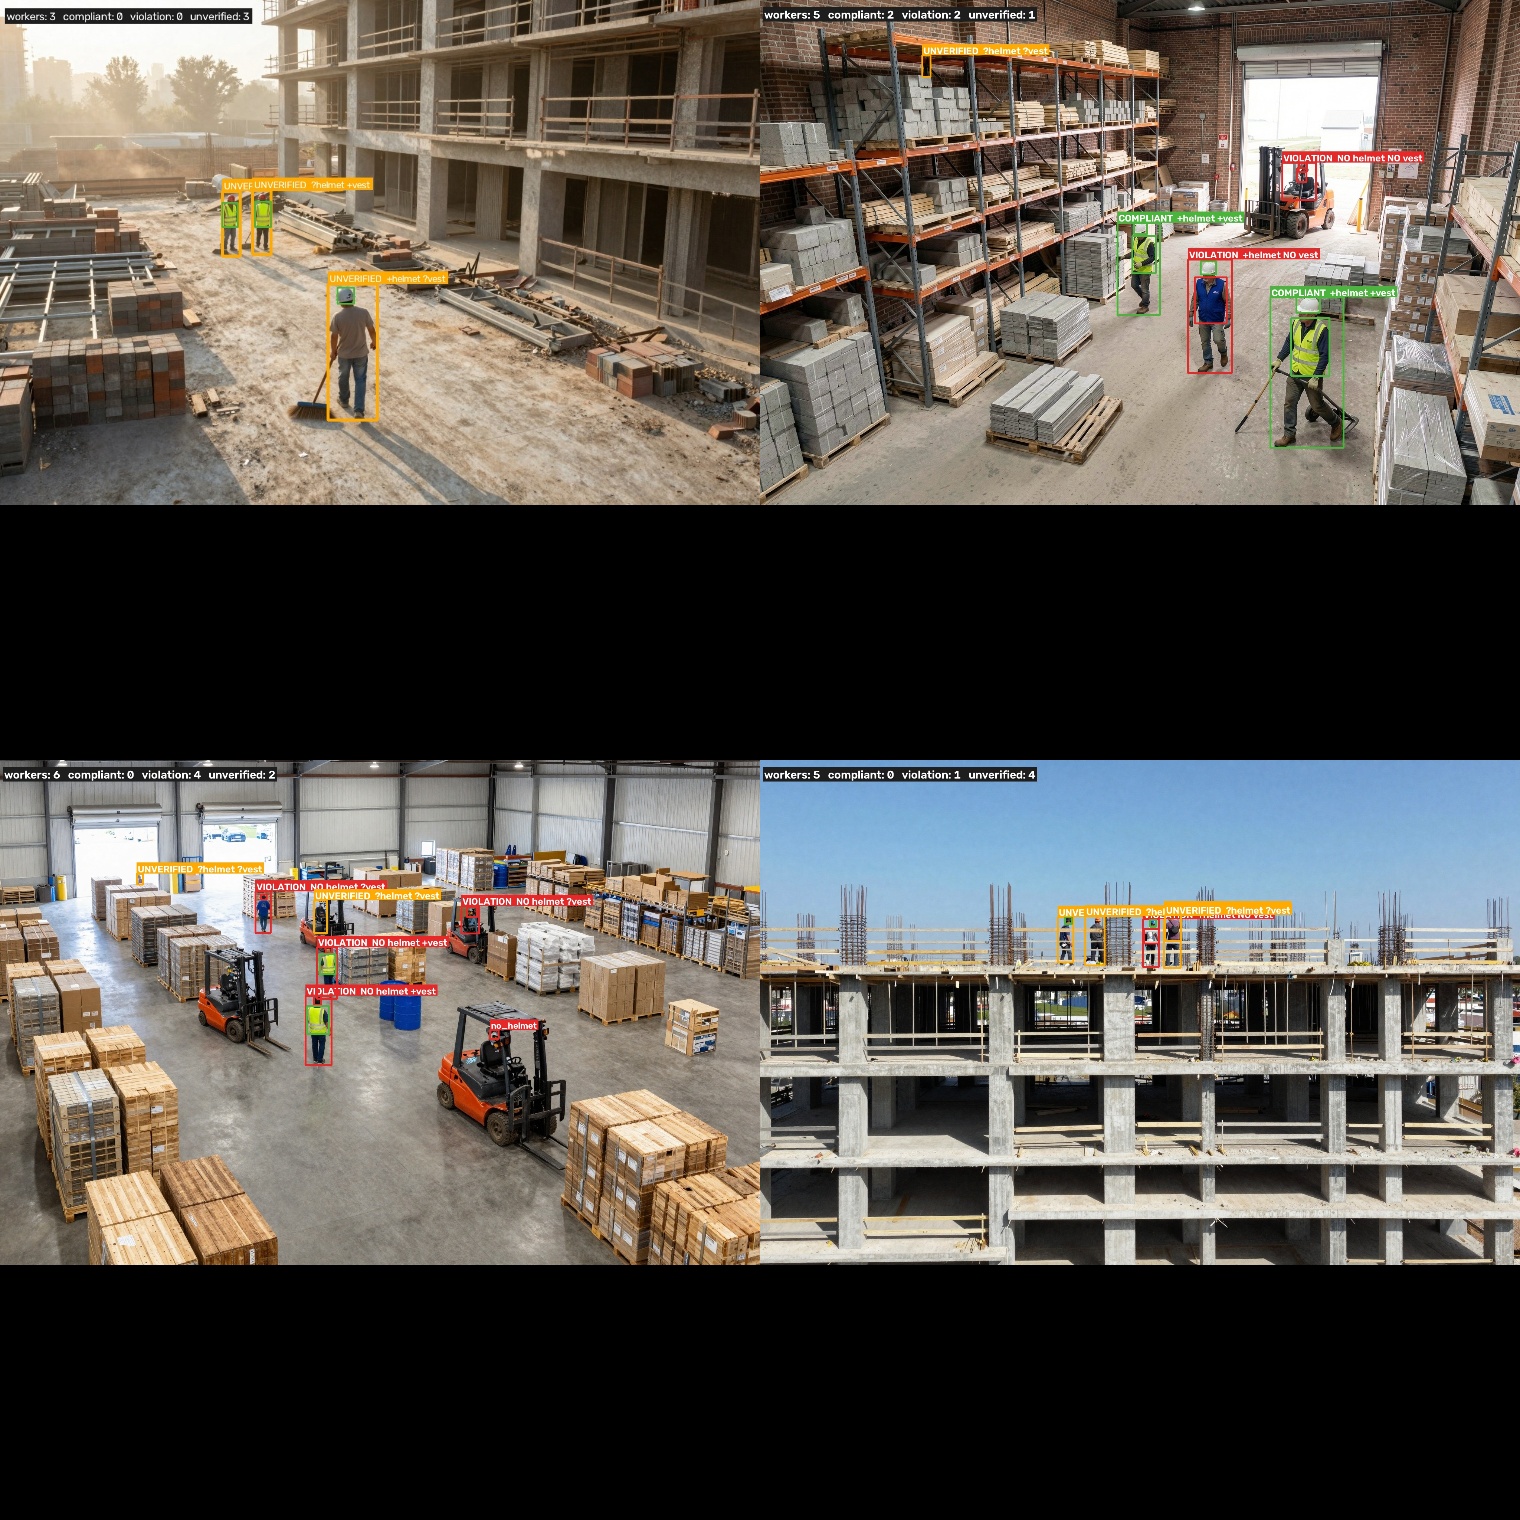 workers: 3 compliant: 0 violation: 0 unverified: 3
UNVERIFIED ?helmet +vest
UNVERIFIED +helmet ?vest
workers: 5 compliant: 2 violation: 2 unverified: 1
UNVERIFIED ?helmet ?vest
VIOLATION NO helmet NO vest
COMPLIANT +helmet +vest
VIOLATION +helmet NO vest
COMPLIANT +helmet +vest
workers: 6 compliant: 0 violation: 4 unverified: 2
UNVERIFIED ?helmet ?vest
VIOLATION NO helmet ?vest
UNVERIFIED ?helmet ?vest
VIOLATION NO helmet ?vest
VIOLATION NO helmet +vest
VIOLATION NO helmet +vest
no_helmet
workers: 5 compliant: 0 violation: 1 unverified: 4
UNVERIFIED
UNVERIFIED ?helmet ?vest